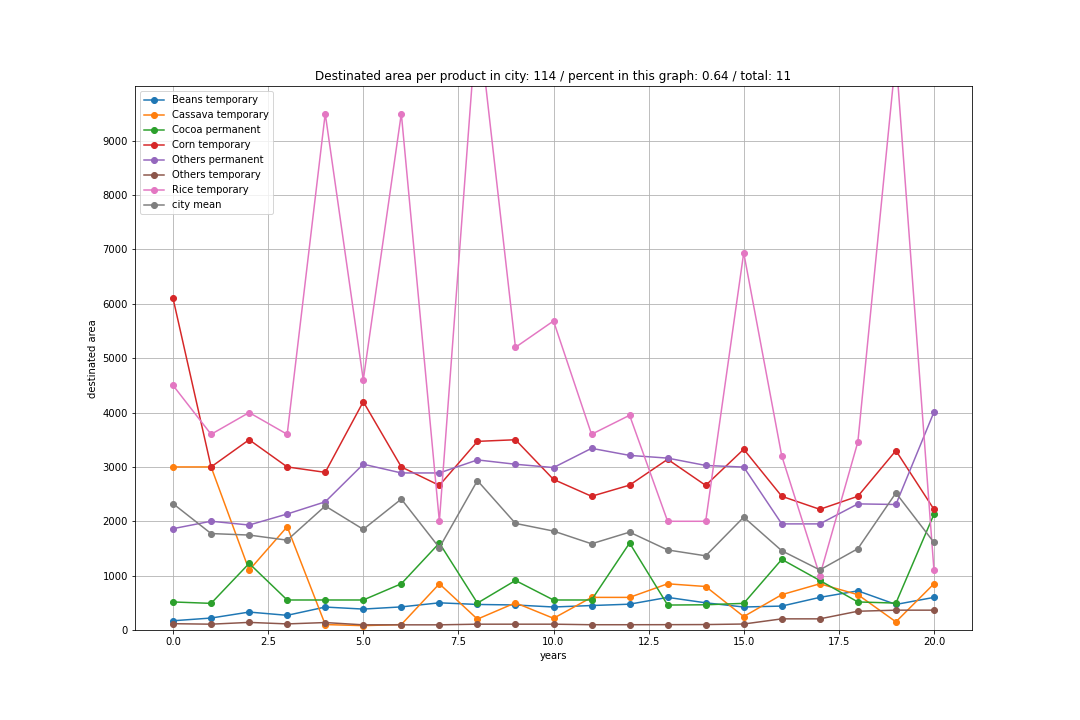 Destinated area per product in city: 114 / percent in this graph: 0.64 / total: 11
Beans temporary
Cassava temporary
Cocoa permanent
Corn temporary
Others permanent
Others temporary
Rice temporary
city mean
9000
8000
7000
6000
5000
4000
3000
2000
1000
0
destinated area
0.0 2.5 5.0 7.5 10.0 12.5 15.0 17.5 20.0
years